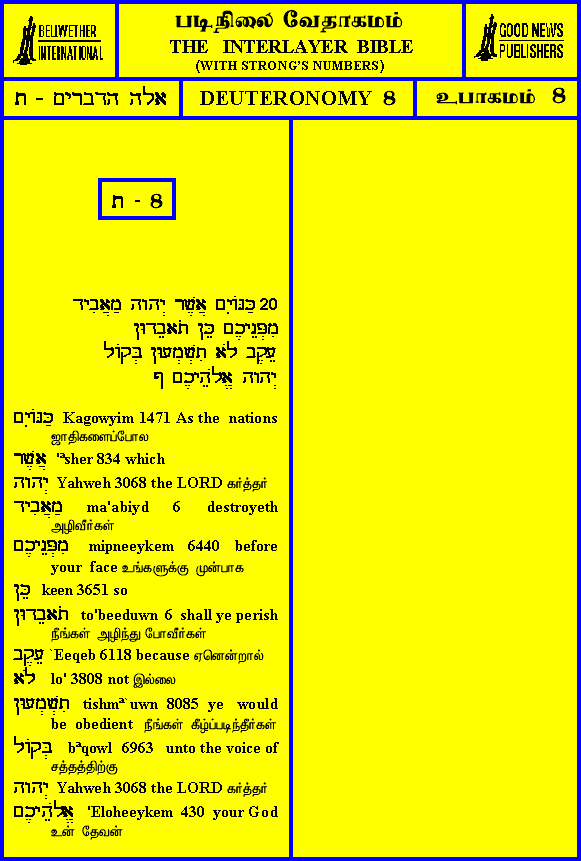 BELLWETHER
INTERNATIONAL
படிநிலை வேதாகமம்
THE INTERLAYER BIBLE
(WITH STRONG'S NUMBERS)
GOOD NEWS
PUBLISHERS
אלה הדברים - ת
DEUTERONOMY 8
உபாகமம் 8
ת - 8
20 כַּגּוֹיִם אֲשֶׁר יְהוָה מַאֲבִיד
מִפְּנֵיכֶם כֵּן תֹאבֵדוּן
עֵקֶב לֹא תִשְׁמְעוּן בְּקוֹל
יְהוָה אֱלֹהֵיכֶם ף
כַּגּוֹיִם Kagowyim 1471 As the nations
ஜாதிகளைப்போல
אֲשֶׁר 'ªsher 834 which
יְהוָה Yahweh 3068 the LORD கர்த்தர்
מַאֲבִיד ma'abiyd 6 destroyeth
அழிவீர்கள்
מִפְּנֵיכֶם mipneeykem 6440 before
your face உங்களுக்கு முன்பாக
כֵּן keen 3651 so
תֹאבֵדוּן to'beeduwn 6 shall ye perish
நீங்கள் அழிந்து போவீர்கள்
עֵקֶב `Eeqeb 6118 because ஏனென்றால்
לֹא lo' 3808 not இல்லை
תִשְׁמְעוּן tishmª`uwn 8085 ye would
be obedient நீங்கள் கீழ்ப்படிந்தீர்கள்
בְּקוֹל bªqowl 6963 unto the voice of
சத்தத்திற்கு
יְהוָה Yahweh 3068 the LORD கர்த்தர்
אֱלֹהֵיכֶם 'Eloheeykem 430 your God
உன் தேவன்